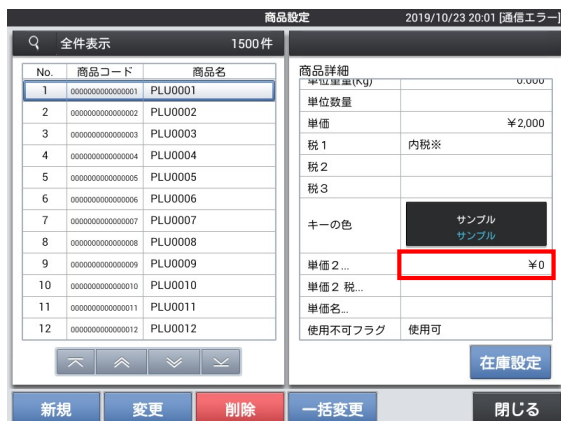 商品設定 2019/10/23 20:01 [通信エラー]
全件表示 1500件
No. 商品コード 商品名
1 0000000000000001 PLU0001
2 0000000000000002 PLU0002
3 0000000000000003 PLU0003
4 0000000000000004 PLU0004
5 0000000000000005 PLU0005
6 0000000000000006 PLU0006
7 0000000000000007 PLU0007
8 0000000000000008 PLU0008
9 0000000000000009 PLU0009
10 0000000000000010 PLU0010
11 0000000000000011 PLU0011
12 0000000000000012 PLU0012
商品詳細
単位重量(Kg) 0.000
単位数量
単価 ¥2,000
税1 内税※
税2
税3
キーの色 サンプル
サンプル
単価2... ¥0
単価2 税...
単価名...
使用不可フラグ 使用可
在庫設定
新規 変更 削除 一括変更 閉じる